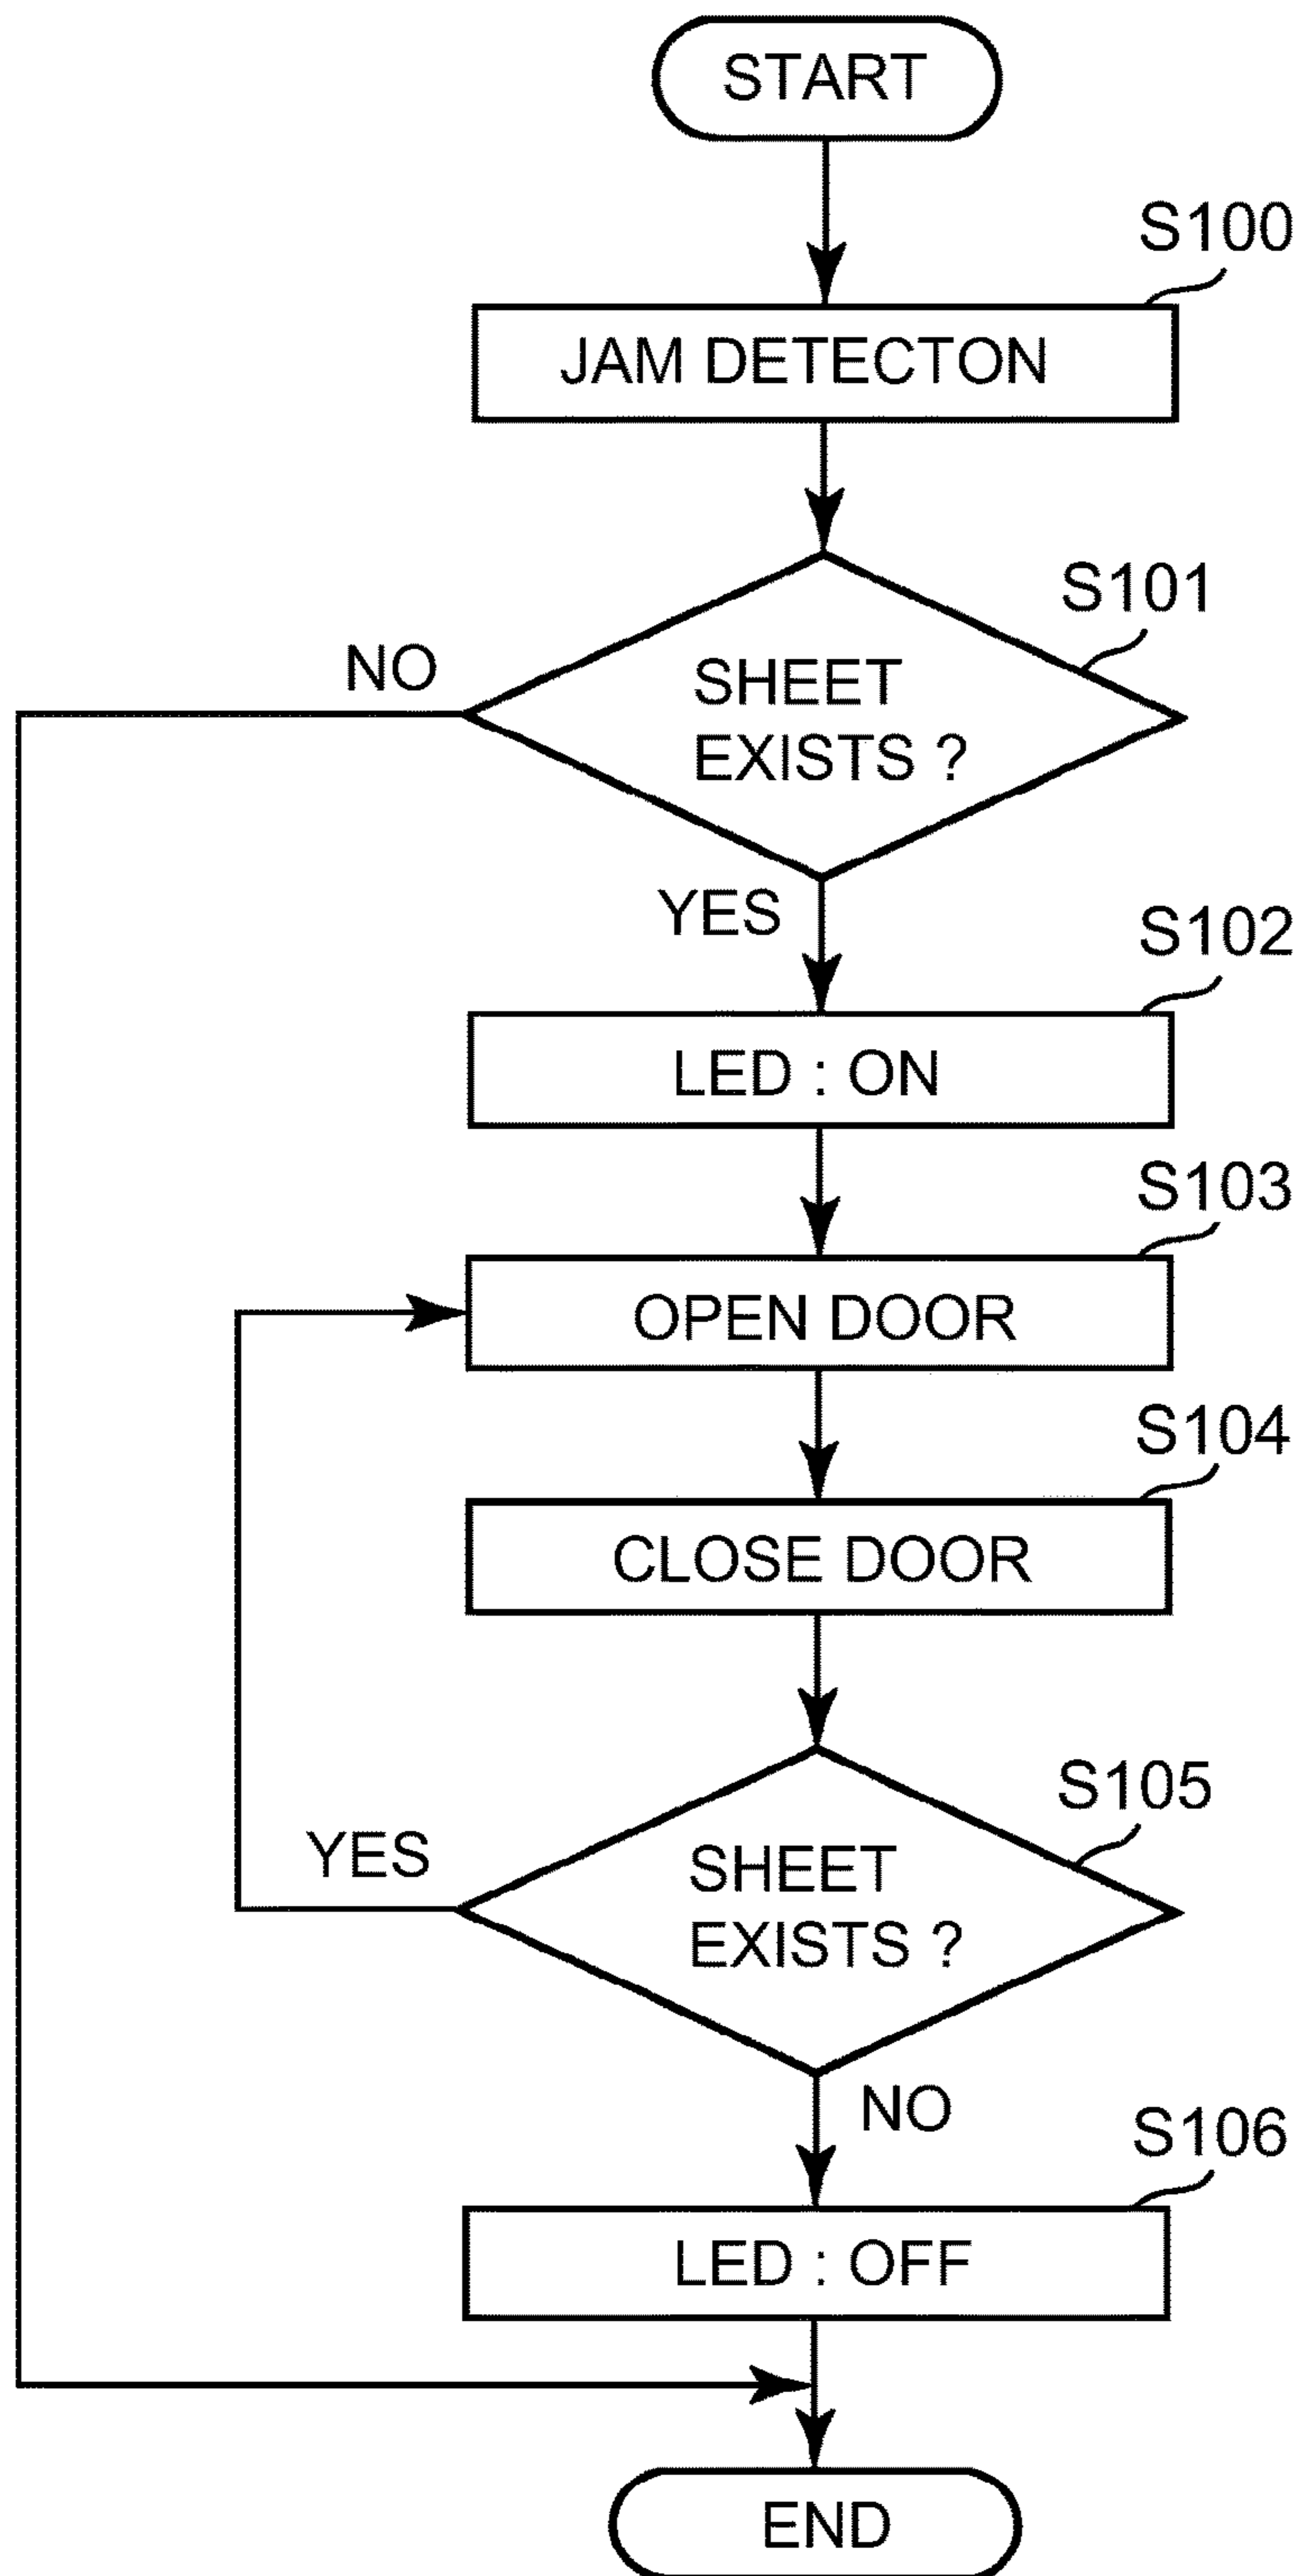 START
S100
JAM DETECTON
S101
NO
SHEET
EXISTS ?
YES
S102
LED : ON
S103
OPEN DOOR
S104
CLOSE DOOR
S105
YES
SHEET
EXISTS ?
NO
S106
LED : OFF
END